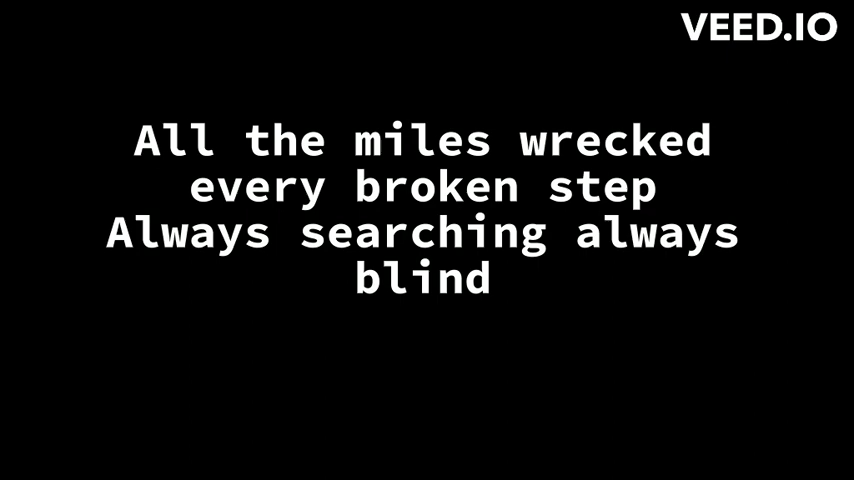 VEED.IO
All the miles wrecked
every broken step
Always searching always
blind